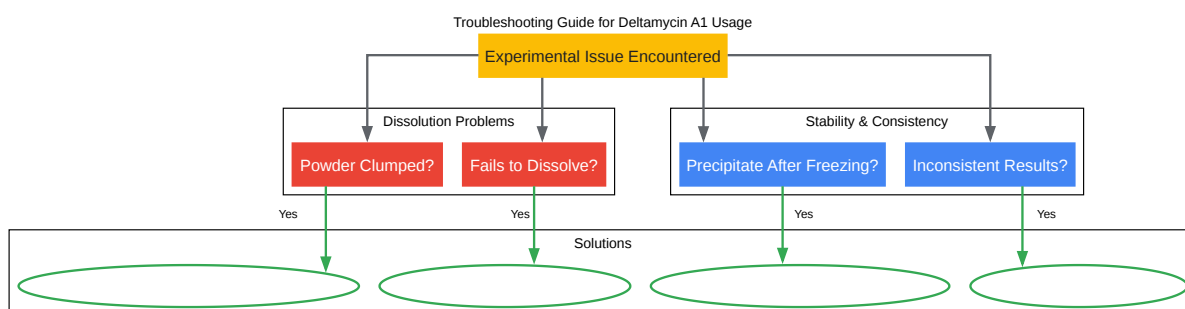 Troubleshooting Guide for Deltamycin A1 Usage
Experimental Issue Encountered
Dissolution Problems
Stability & Consistency
Powder Clumped?
Fails to Dissolve?
Precipitate After Freezing?
Inconsistent Results?
Yes
Yes
Yes
Yes
Solutions